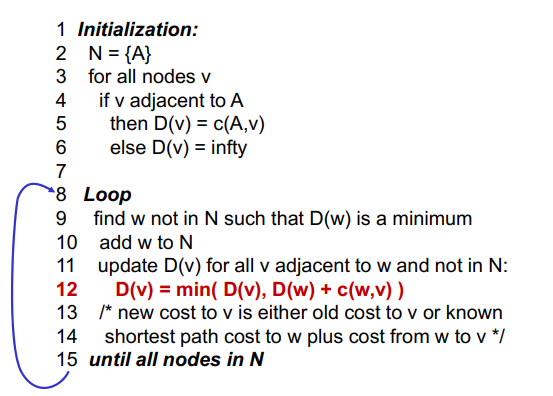 1 Initialization:
2 N = {A}
3 for all nodes v
4 if v adjacent to A
5 then D(v) = c(A,v)
6 else D(v) = infty
7
8 Loop
9 find w not in N such that D(w) is a minimum
10 add w to N
11 update D(v) for all v adjacent to w and not in N:
12 D(v) = min( D(v), D(w) + c(w,v) )
13 /* new cost to v is either old cost to v or known
14 shortest path cost to w plus cost from w to v */
15 until all nodes in N